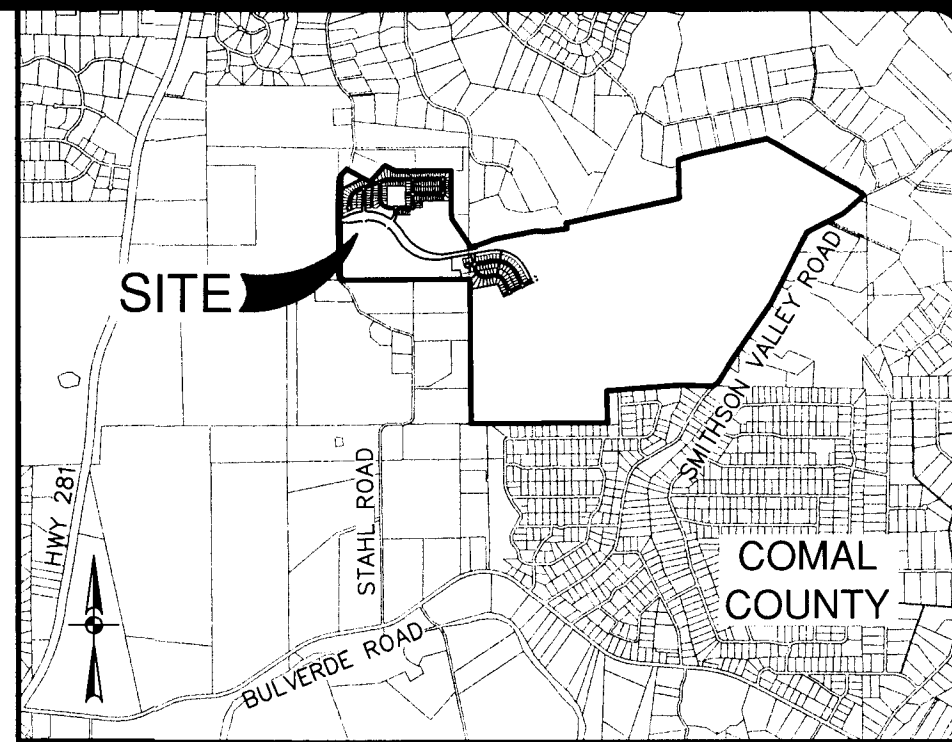 SITE
SMITHSON VALLEY ROAD
HWY 281
STAHL ROAD
COMAL
COUNTY
BULVERDE ROAD